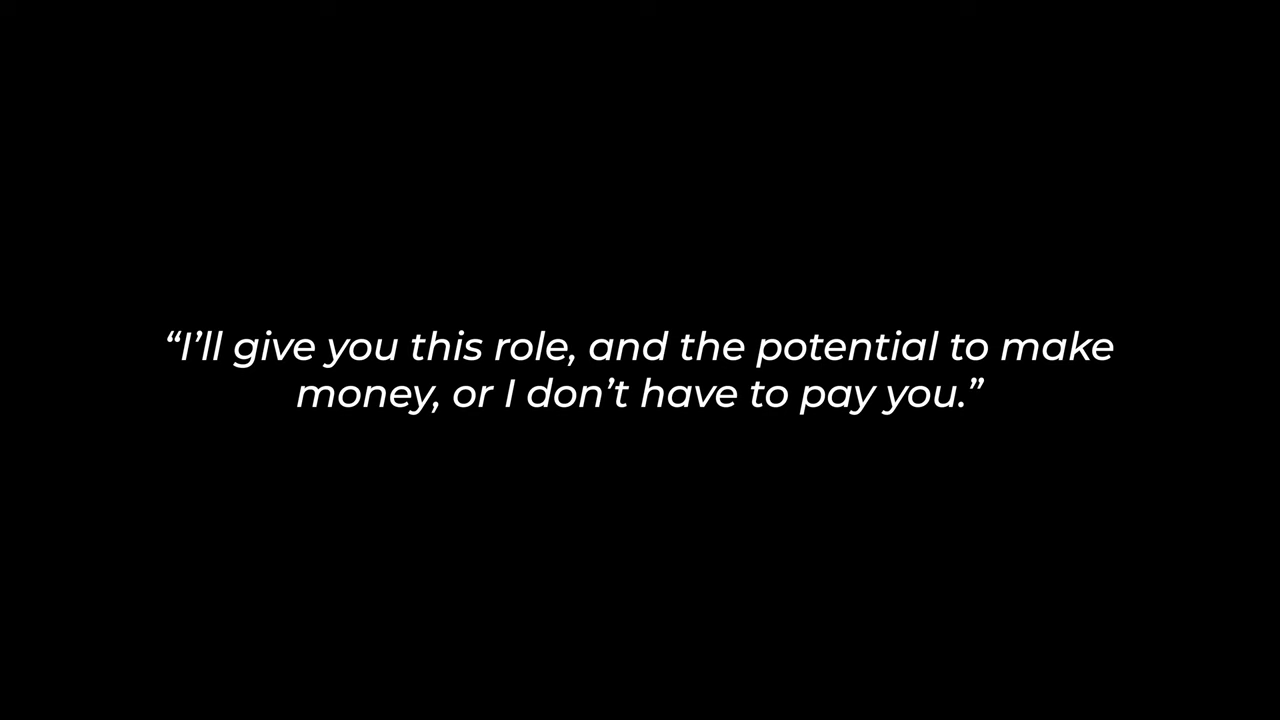 “I’ll give you this role, and the potential to make
money, or I don’t have to pay you.”